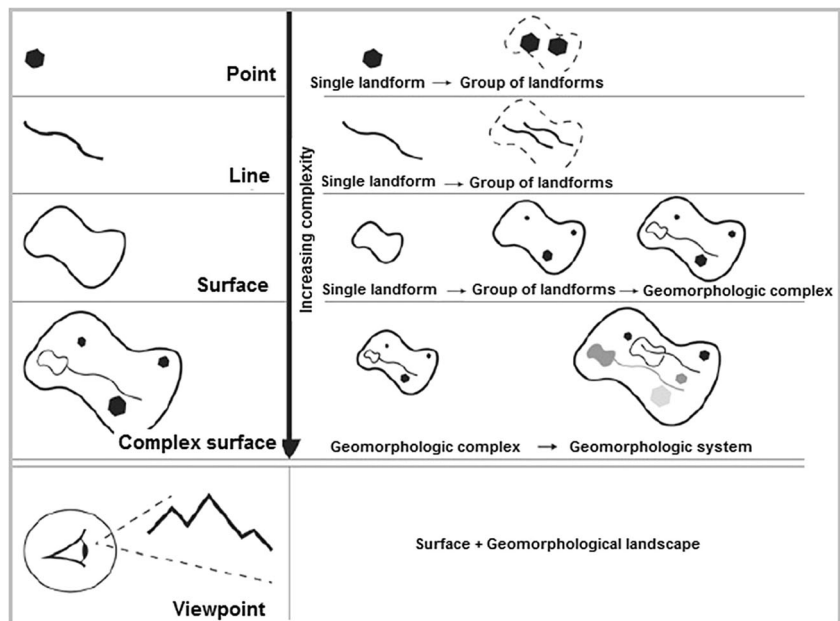 Point
Single landform → Group of landforms
Line
Single landform → Group of landforms
Increasing complexity
Surface
Single landform → Group of landforms → Geomorphologic complex
Complex surface
Geomorphologic complex → Geomorphologic system
Surface + Geomorphological landscape
Viewpoint